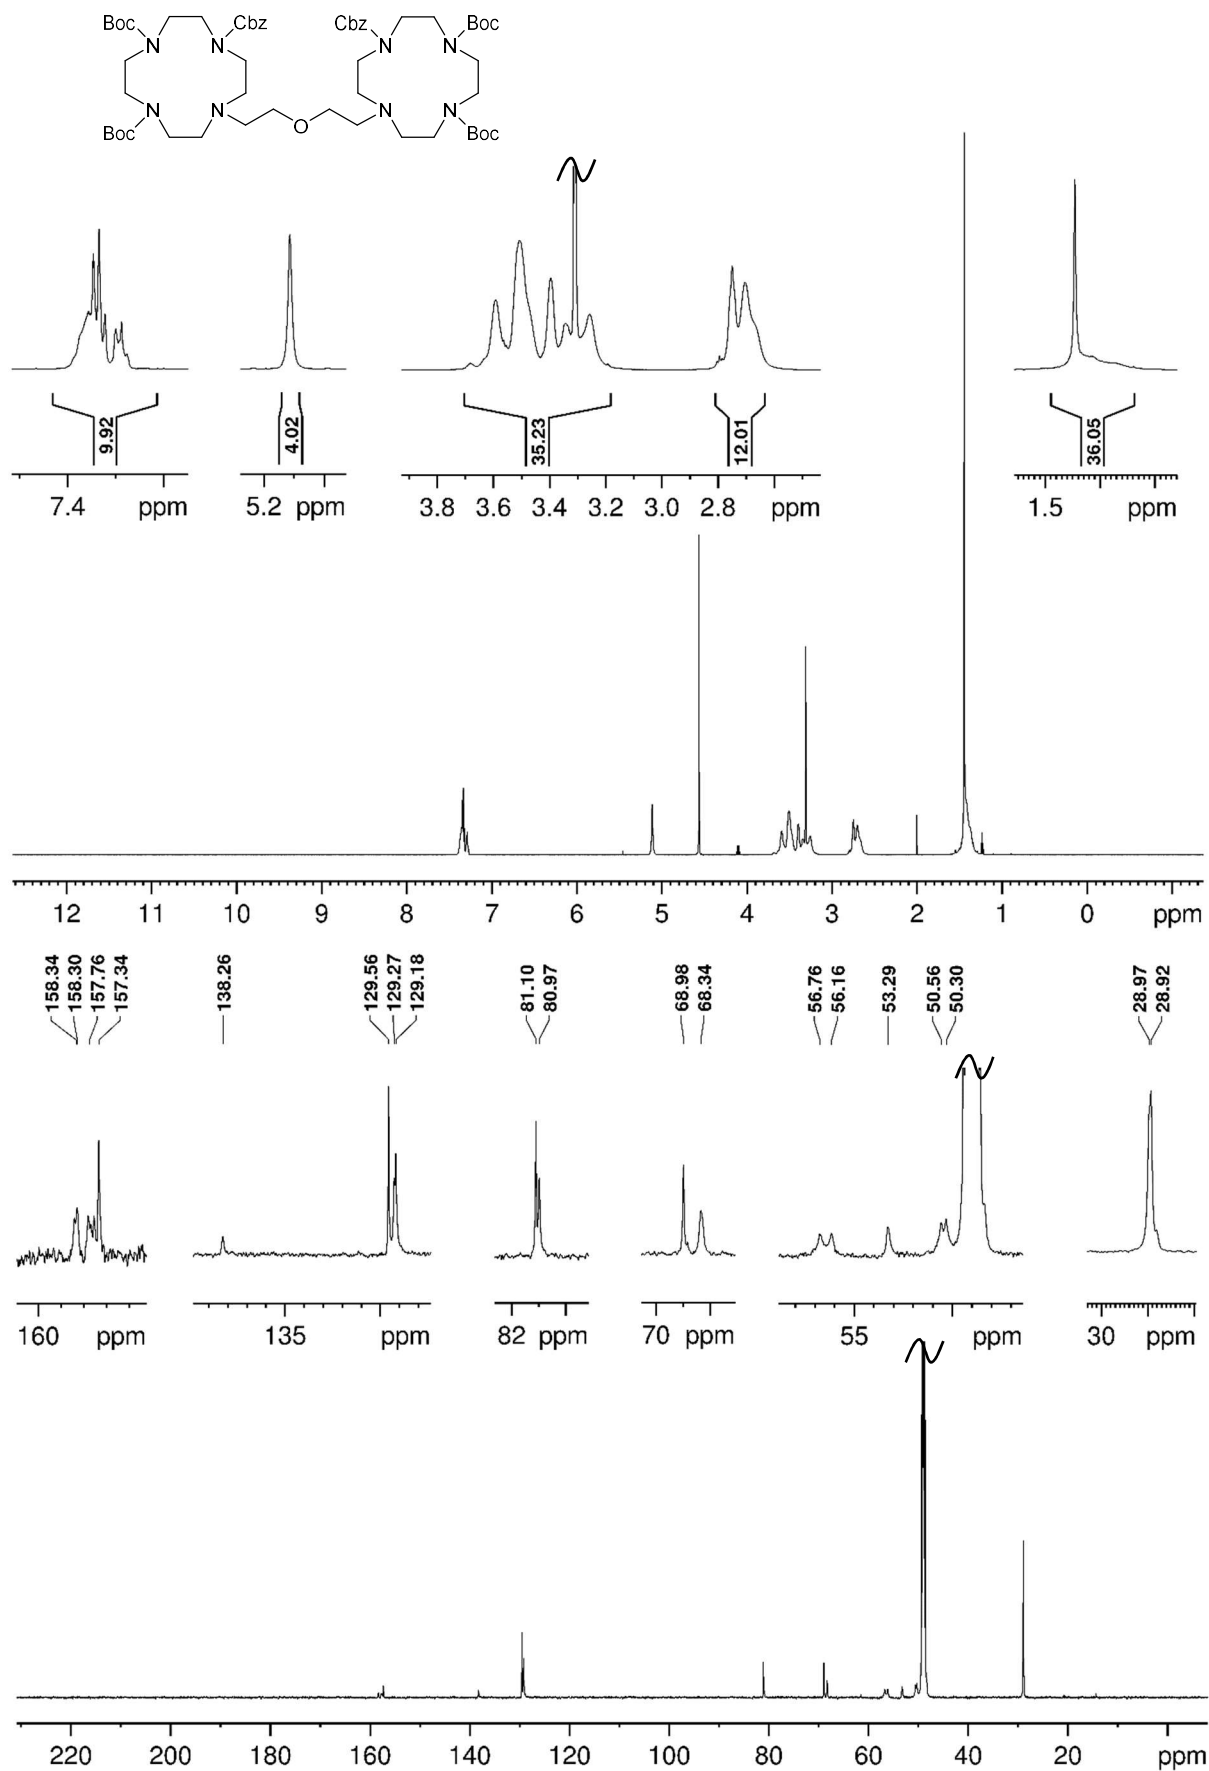 Boc Cbz Cbz Boc
N N N N
N N N N
Boc O Boc
9.92 4.02 35.23 12.01 36.05
7.4 ppm 5.2 ppm 3.8 3.6 3.4 3.2 3.0 2.8 ppm 1.5 ppm
12 11 10 9 8 7 6 5 4 3 2 1 0 ppm
158.34 158.30 157.76 157.34 138.26 129.56 129.27 129.18 81.10 80.97 68.98 68.34 56.76 56.16 53.29 50.56 50.30 28.97 28.92
160 ppm 135 ppm 82 ppm 70 ppm 55 ppm 30 ppm
220 200 180 160 140 120 100 80 60 40 20 ppm